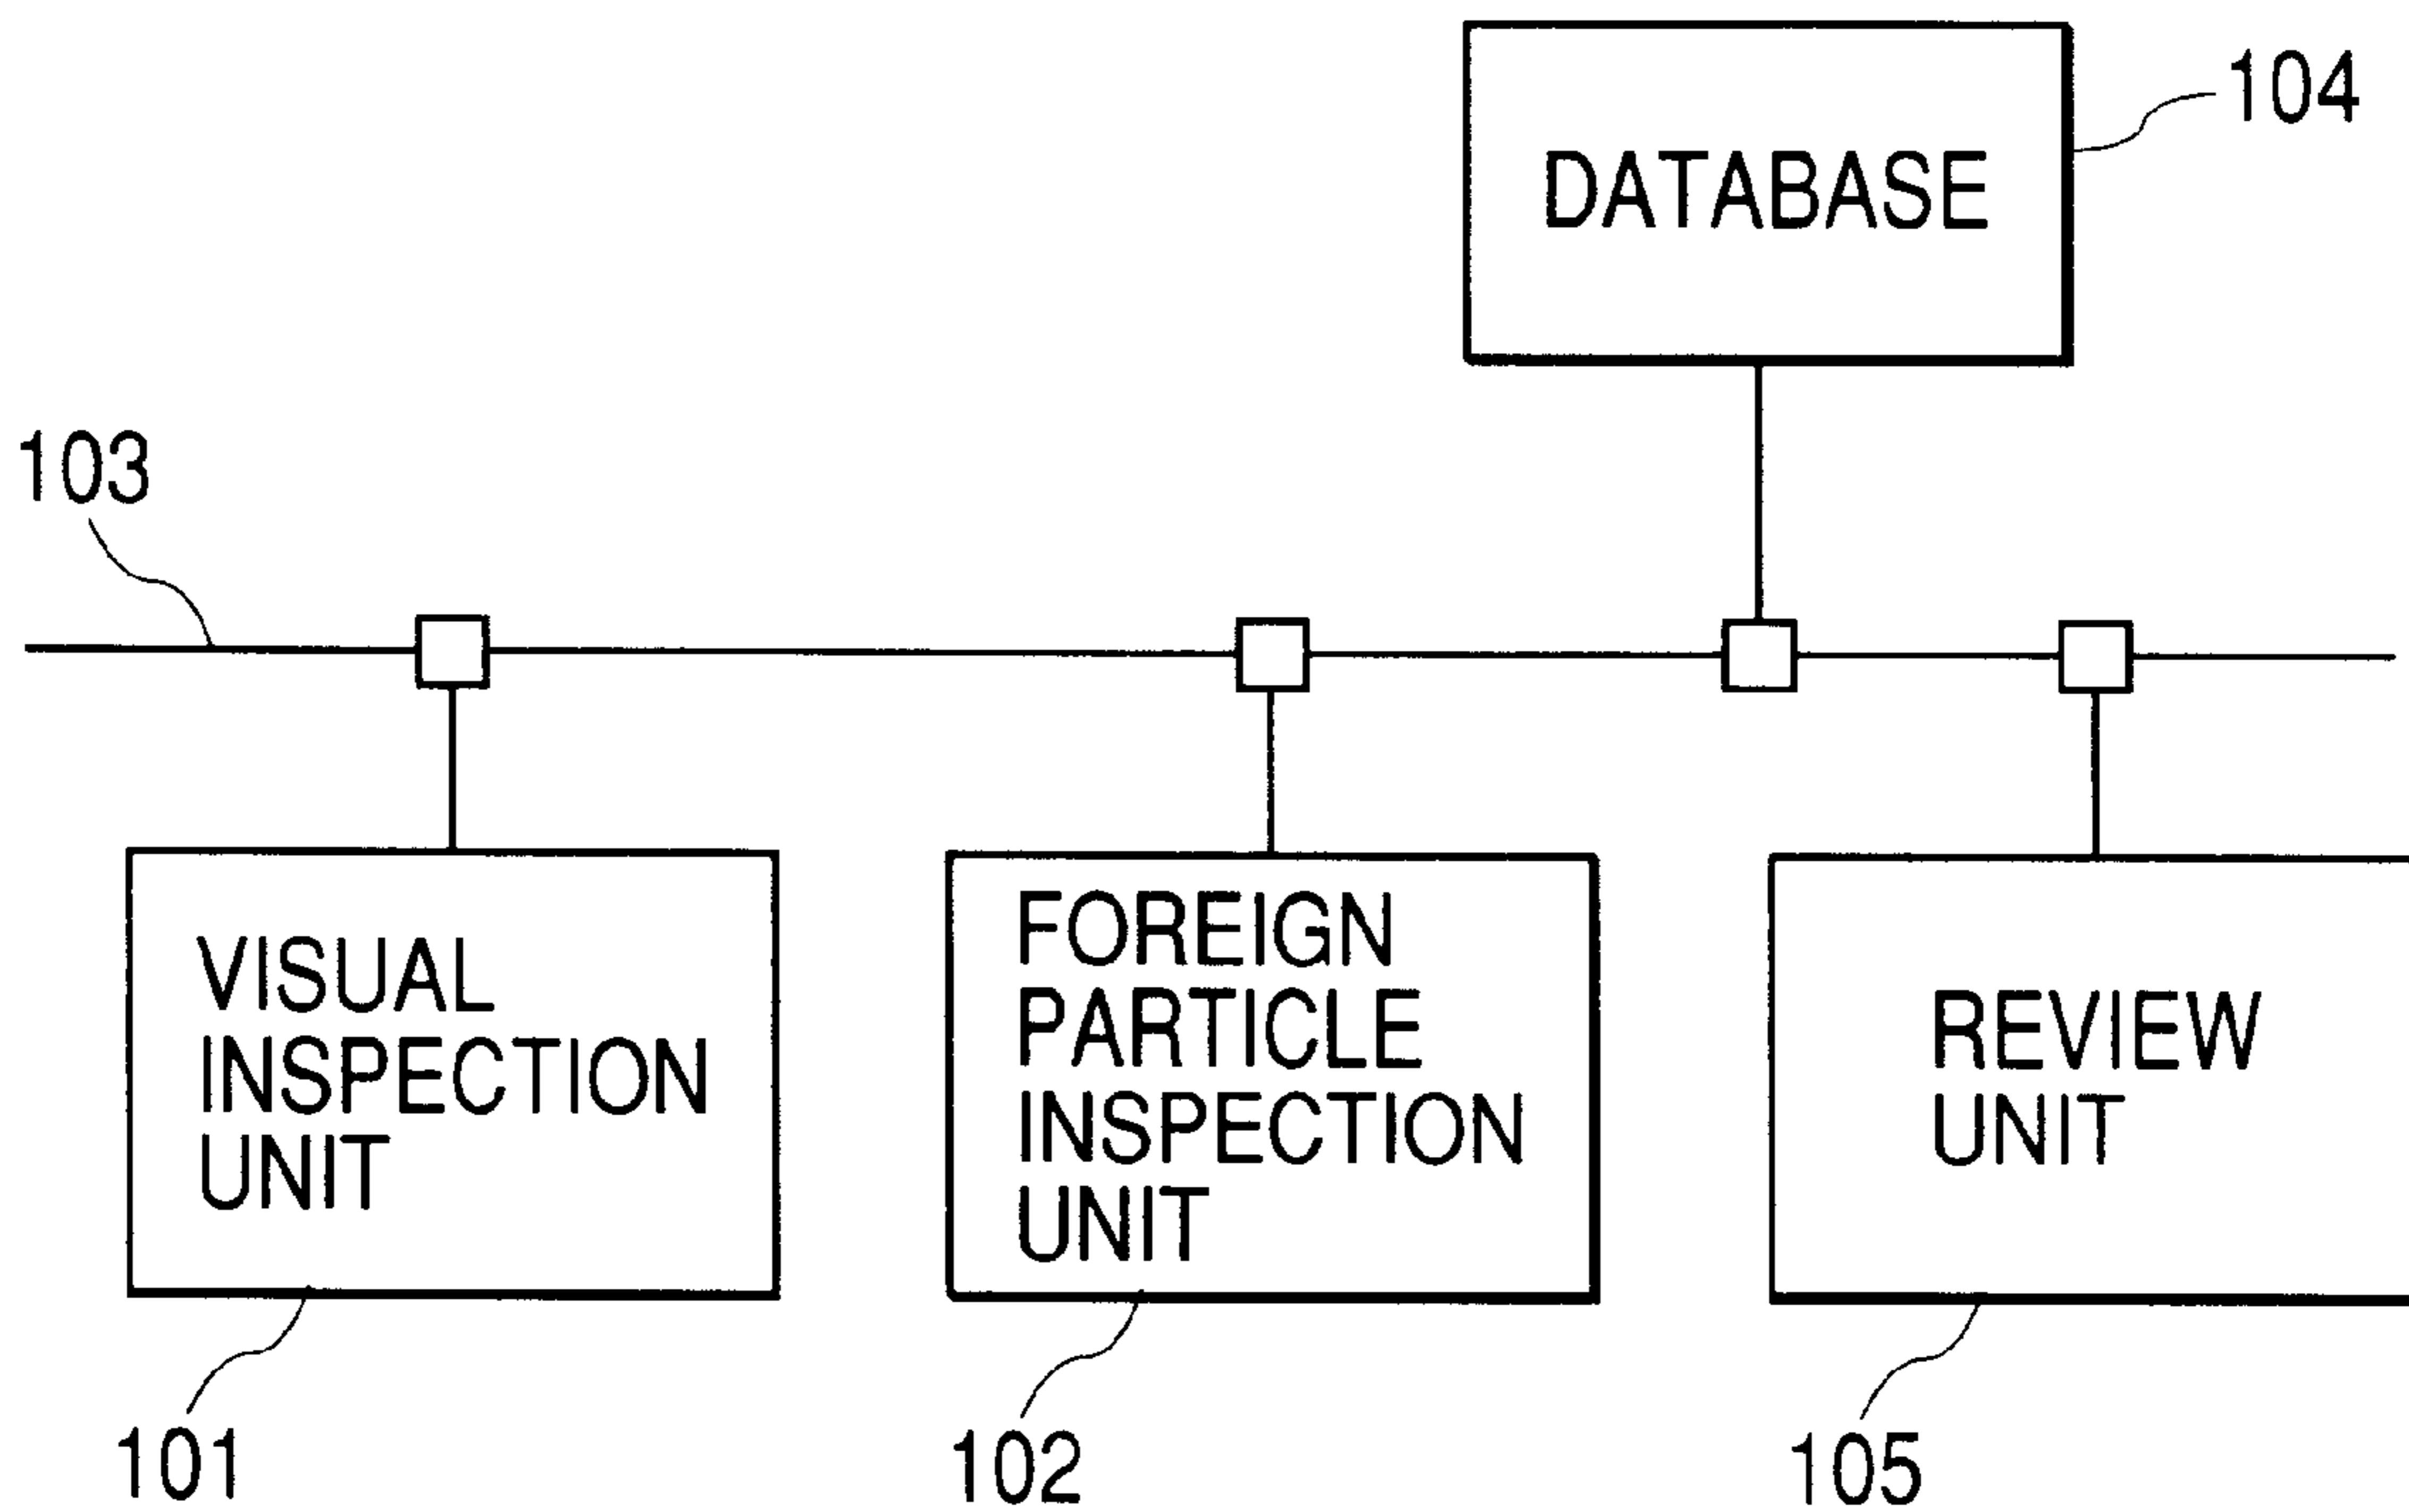 104
DATABASE
103
VISUAL
INSPECTION
UNIT
FOREIGN
PARTICLE
INSPECTION
UNIT
REVIEW
UNIT
101
102
105